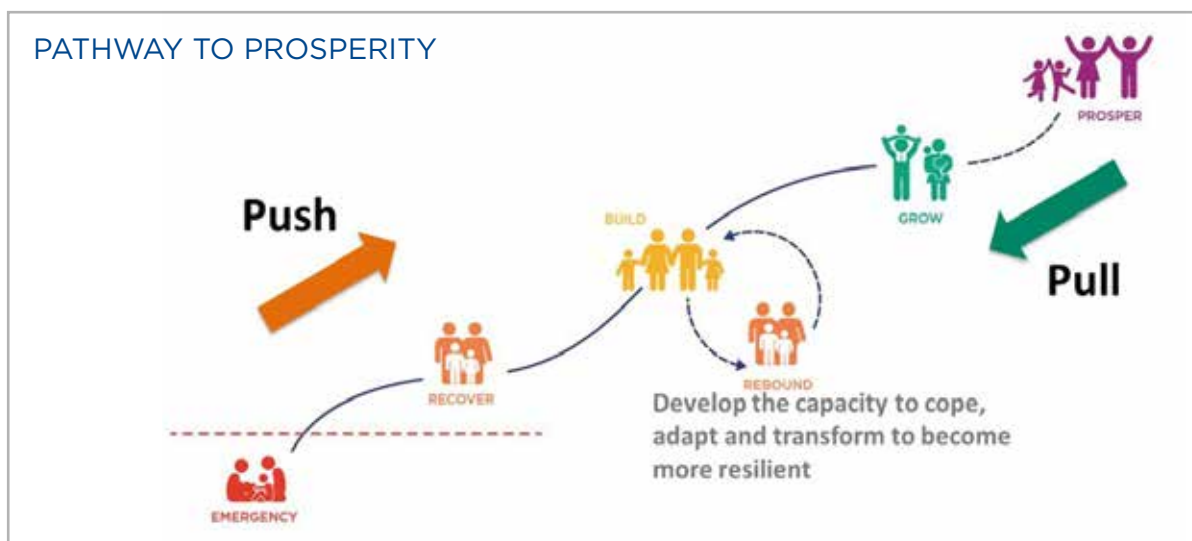 PATHWAY TO PROSPERITY
PROSPER
Push
BUILD
GROW
Pull
RECOVER
REBOUND
Develop the capacity to cope,
adapt and transform to become
more resilient
EMERGENCY